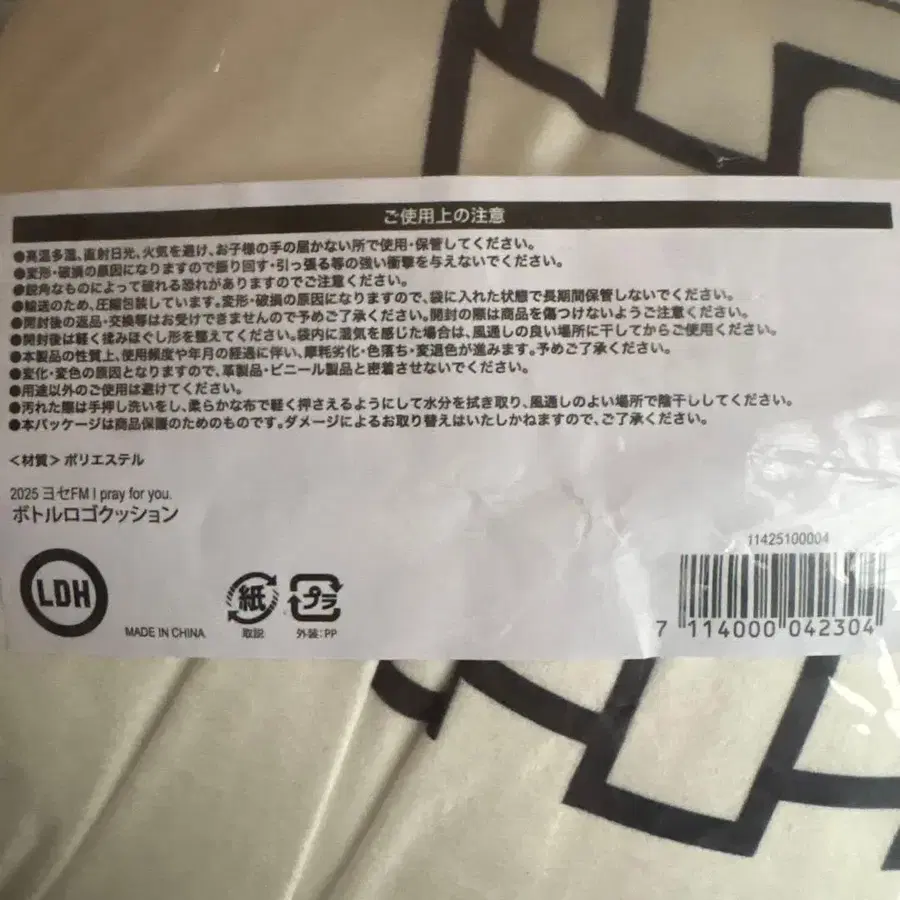 ご使用上の注意
●高温多湿、直射日光、火気を避け、お子様の手の届かない所で使用・保管してください。
●変形・破損の原因になりますので振り回す・引っ張る等の強い衝撃を与えないでください。
●鋭角なものによって破れる恐れがありますのでご注意ください。
●輸送のため、圧縮包装しています。変形・破損の原因になりますので、袋に入れた状態で長期間保管しないでください。
●開封後の返品・交換等はお受けできませんので予めご了承ください。開封の際は商品を傷つけないようご注意ください。
●開封後は軽く揉みほぐし形を整えてください。袋内に湿気を感じた場合は、風通しの良い場所に干してからご使用ください。
●本製品の性質上、使用頻度や年月の経過に伴い、摩耗劣化・色落ち・変退色が進みます。予めご了承ください。
●変化・変色の原因となりますので、革製品・ビニール製品と密着させないでください。
●用途以外のご使用は避けてください。
●汚れた際は手押し洗いをし、柔らかな布で軽く押さえるようにして水分を拭き取り、風通しのよい場所で陰干ししてください。
●本パッケージは商品保護のためのものです。ダメージによるお取り替えはいたしかねますので、ご了承ください。
<材質> ポリエステル
2025 ヨセFM I pray for you.
ボトルロゴクッション
LDH
MADE IN CHINA
紙
取説
プラ
外装:PP
11425100004
7 114000 042304